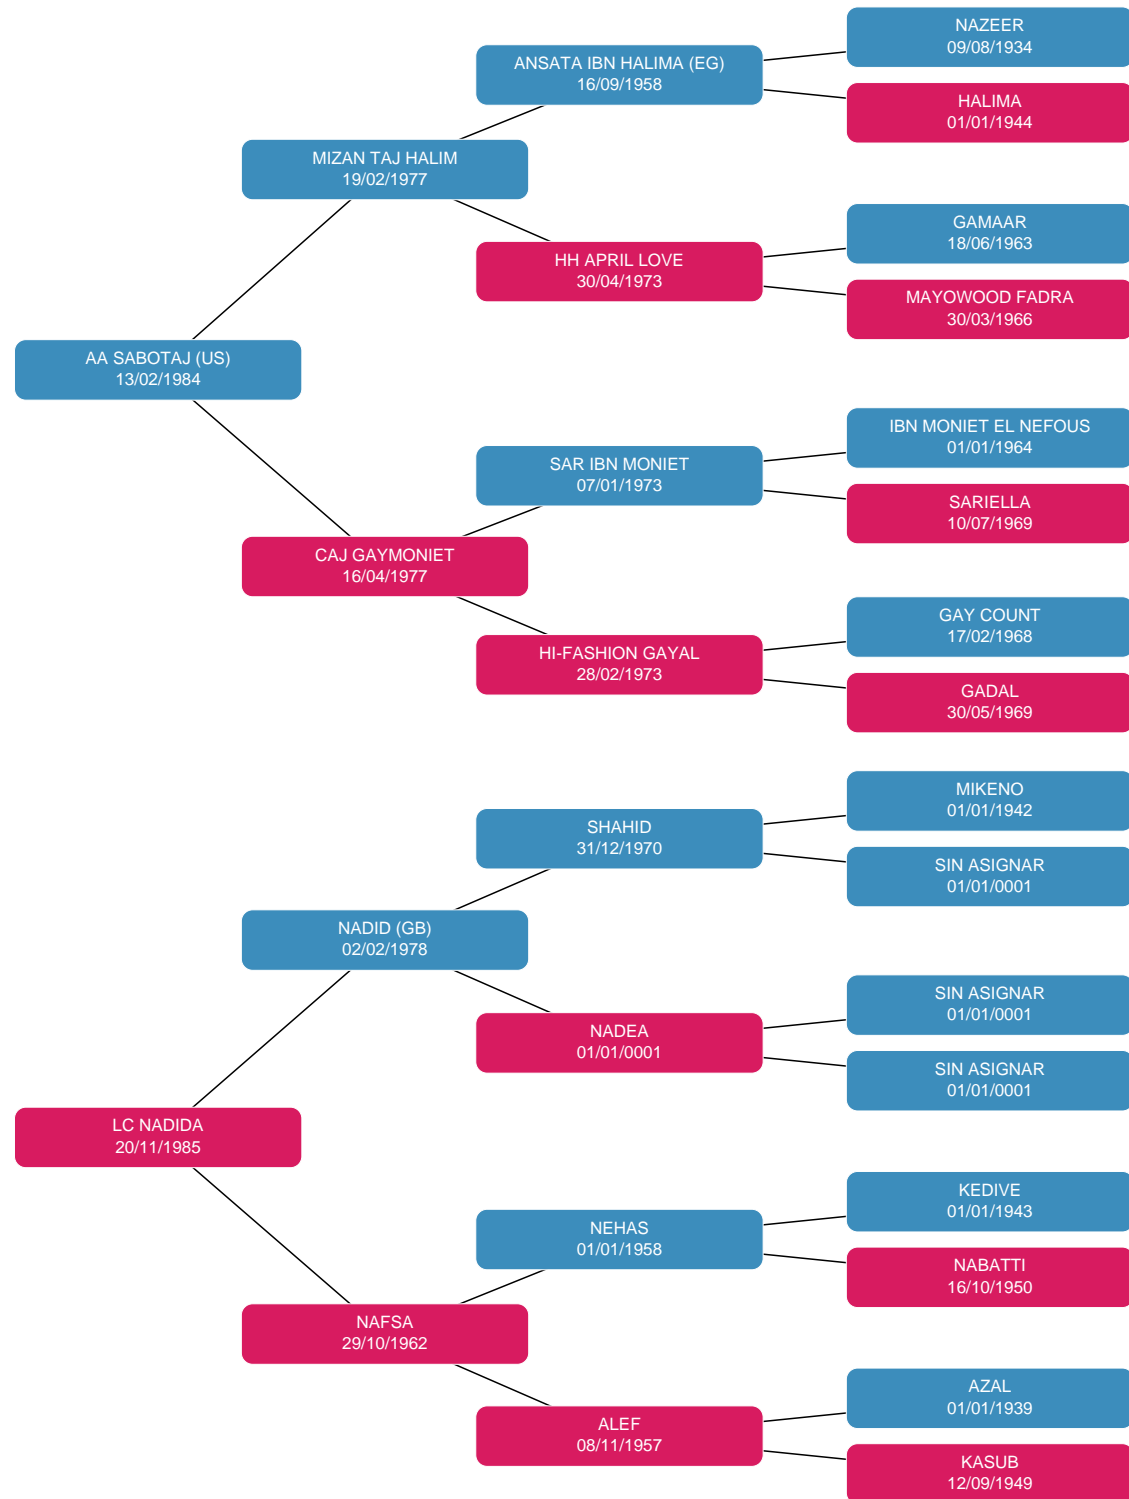 NAZEER
09/08/1934
ANSATA IBN HALIMA (EG)
16/09/1958
HALIMA
01/01/1944
MIZAN TAJ HALIM
19/02/1977
GAMAAR
18/06/1963
HH APRIL LOVE
30/04/1973
MAYOWOOD FADRA
30/03/1966
AA SABOTAJ (US)
13/02/1984
IBN MONIET EL NEFOUS
01/01/1964
SAR IBN MONIET
07/01/1973
SARIELLA
10/07/1969
CAJ GAYMONIET
16/04/1977
GAY COUNT
17/02/1968
HI-FASHION GAYAL
28/02/1973
GADAL
30/05/1969
MIKENO
01/01/1942
SHAHID
31/12/1970
SIN ASIGNAR
01/01/0001
NADID (GB)
02/02/1978
SIN ASIGNAR
01/01/0001
NADEA
01/01/0001
SIN ASIGNAR
01/01/0001
LC NADIDA
20/11/1985
KEDIVE
01/01/1943
NEHAS
01/01/1958
NABATTI
16/10/1950
NAFSA
29/10/1962
AZAL
01/01/1939
ALEF
08/11/1957
KASUB
12/09/1949